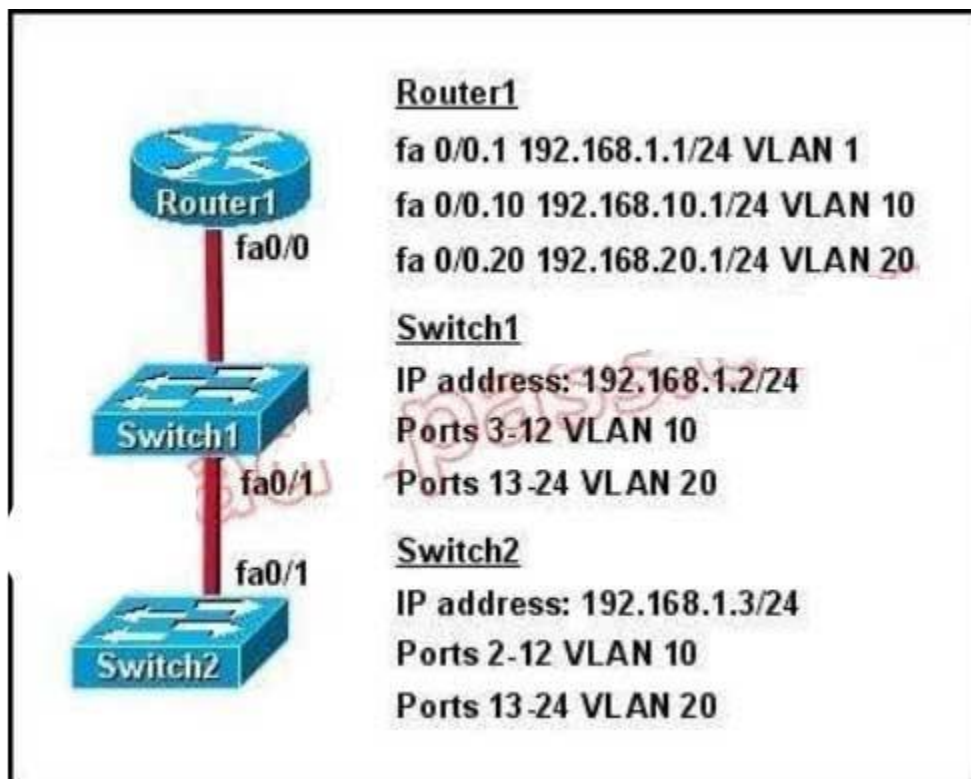 Router1
fa0/0
Switch1
fa0/1
fa0/1
Switch2
Router1
fa 0/0.1 192.168.1.1/24 VLAN 1
fa 0/0.10 192.168.10.1/24 VLAN 10
fa 0/0.20 192.168.20.1/24 VLAN 20
Switch1
IP address: 192.168.1.2/24
Ports 3-12 VLAN 10
Ports 13-24 VLAN 20
Switch2
IP address: 192.168.1.3/24
Ports 2-12 VLAN 10
Ports 13-24 VLAN 20